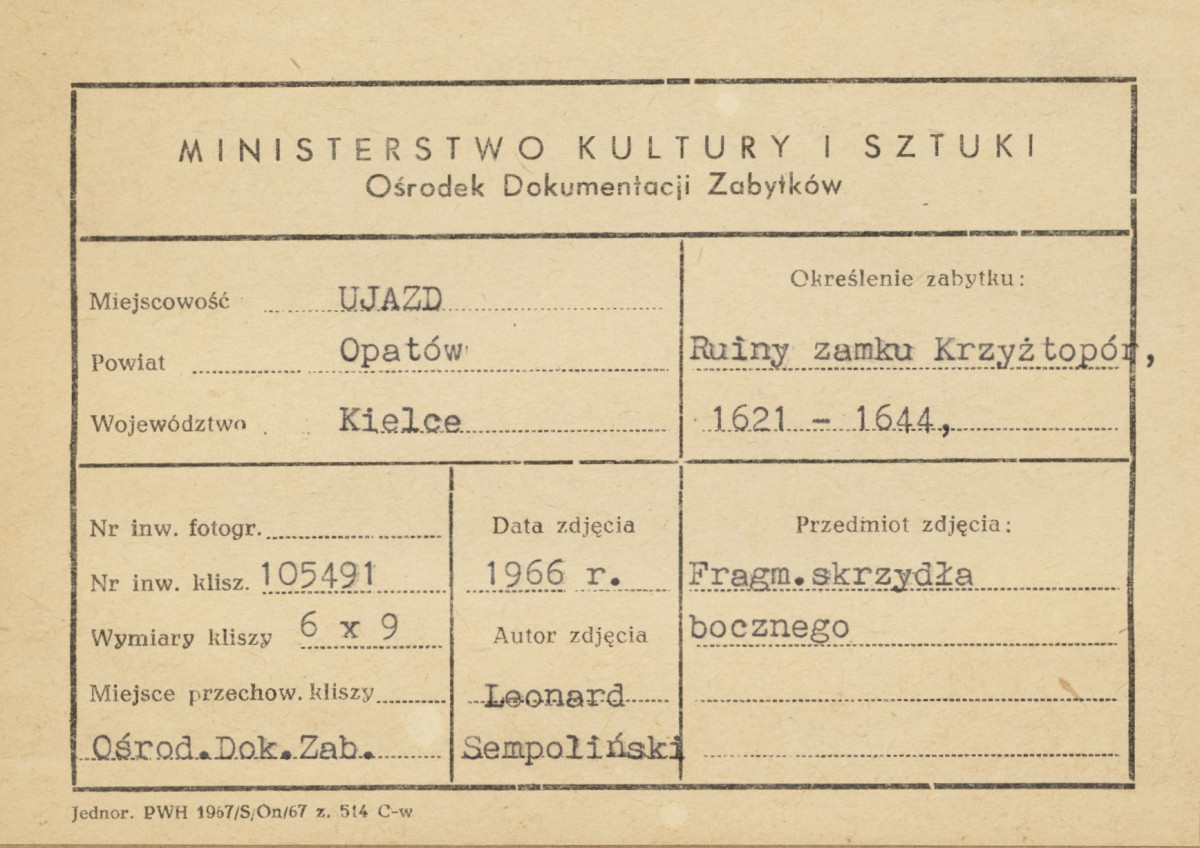 MINISTERSTWO KULTURY I SZTUKI
Ośrodek Dokumentacji Zabytków
Miejscowość UJAZD
Powiat Opatów
Województwo Kielce
Określenie zabytku:
Ruiny zamku Krzyżtopór,
1621 - 1644,
Nr inw. fotogr.
Nr inw. klisz. 105491
Wymiary kliszy 6 x 9
Miejsce przechow. kliszy
Ośrod.Dok.Zab.
Data zdjęcia
1966 r.
Autor zdjęcia
Leonard
Sempoliński
Przedmiot zdjęcia:
Fragm.skrzydła
bocznego
Jednor. PWH 1967/S/On/67 z. 514 C-w